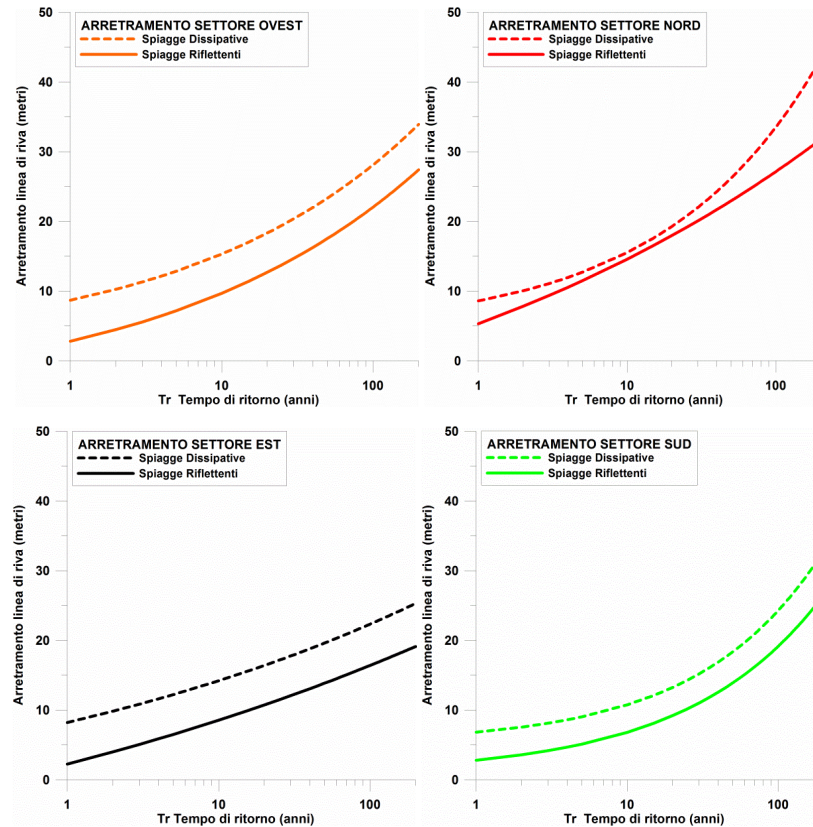 ARRETRAMENTO SETTORE OVEST
Spiagge Dissipative
Spiagge Riflettenti
Arretramento linea di riva (metri)
50
40
30
20
10
0
1
10
100
Tr Tempo di ritorno (anni)
ARRETRAMENTO SETTORE NORD
Spiagge Dissipative
Spiagge Riflettenti
Arretramento linea di riva (metri)
50
40
30
20
10
0
1
10
100
Tr Tempo di ritorno (anni)
ARRETRAMENTO SETTORE EST
Spiagge Dissipative
Spiagge Riflettenti
Arretramento linea di riva (metri)
50
40
30
20
10
0
1
10
100
Tr Tempo di ritorno (anni)
ARRETRAMENTO SETTORE SUD
Spiagge Dissipative
Spiagge Riflettenti
Arretramento linea di riva (metri)
50
40
30
20
10
0
1
10
100
Tr Tempo di ritorno (anni)